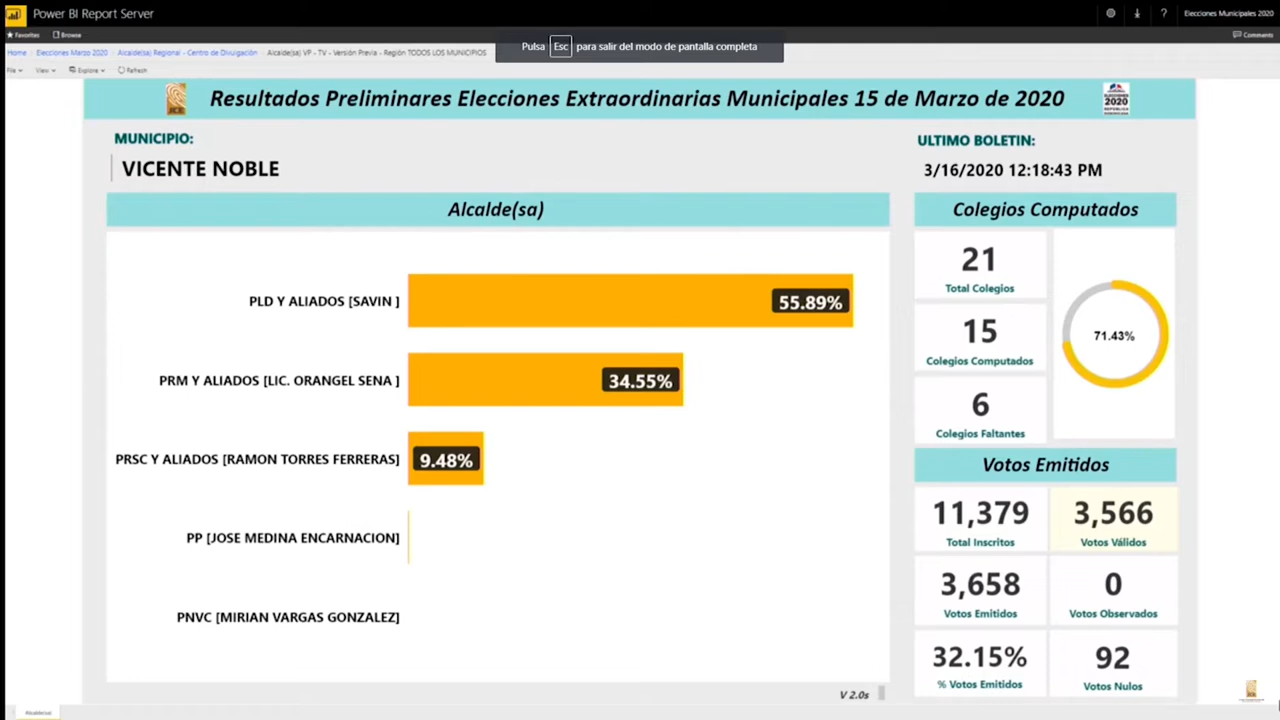 Power BI Report Server
Elecciones Municipales 2020
Favorites Browse
Comments
Home Elecciones Marzo 2020 Alcalde(sa) Regional - Centro de Divulgación Alcalde(sa) VP - TV - Versión Previa - Región TODOS LOS MUNICIPIOS
Pulsa Esc para salir del modo de pantalla completa
File View Explore Refresh
Resultados Preliminares Elecciones Extraordinarias Municipales 15 de Marzo de 2020
ELECCIONES
2020
REPÚBLICA
DOMINICANA
MUNICIPIO:
VICENTE NOBLE
ULTIMO BOLETIN:
3/16/2020 12:18:43 PM
Alcalde(sa)
PLD Y ALIADOS [SAVIN ] 55.89%
PRM Y ALIADOS [LIC. ORANGEL SENA ] 34.55%
PRSC Y ALIADOS [RAMON TORRES FERRERAS] 9.48%
PP [JOSE MEDINA ENCARNACION]
PNVC [MIRIAN VARGAS GONZALEZ]
V 2.0s
Colegios Computados
21
Total Colegios
15
Colegios Computados
6
Colegios Faltantes
71.43%
Votos Emitidos
11,379 3,566
Total Inscritos Votos Válidos
3,658 0
Votos Emitidos Votos Observados
32.15% 92
% Votos Emitidos Votos Nulos
Alcalde(sa)